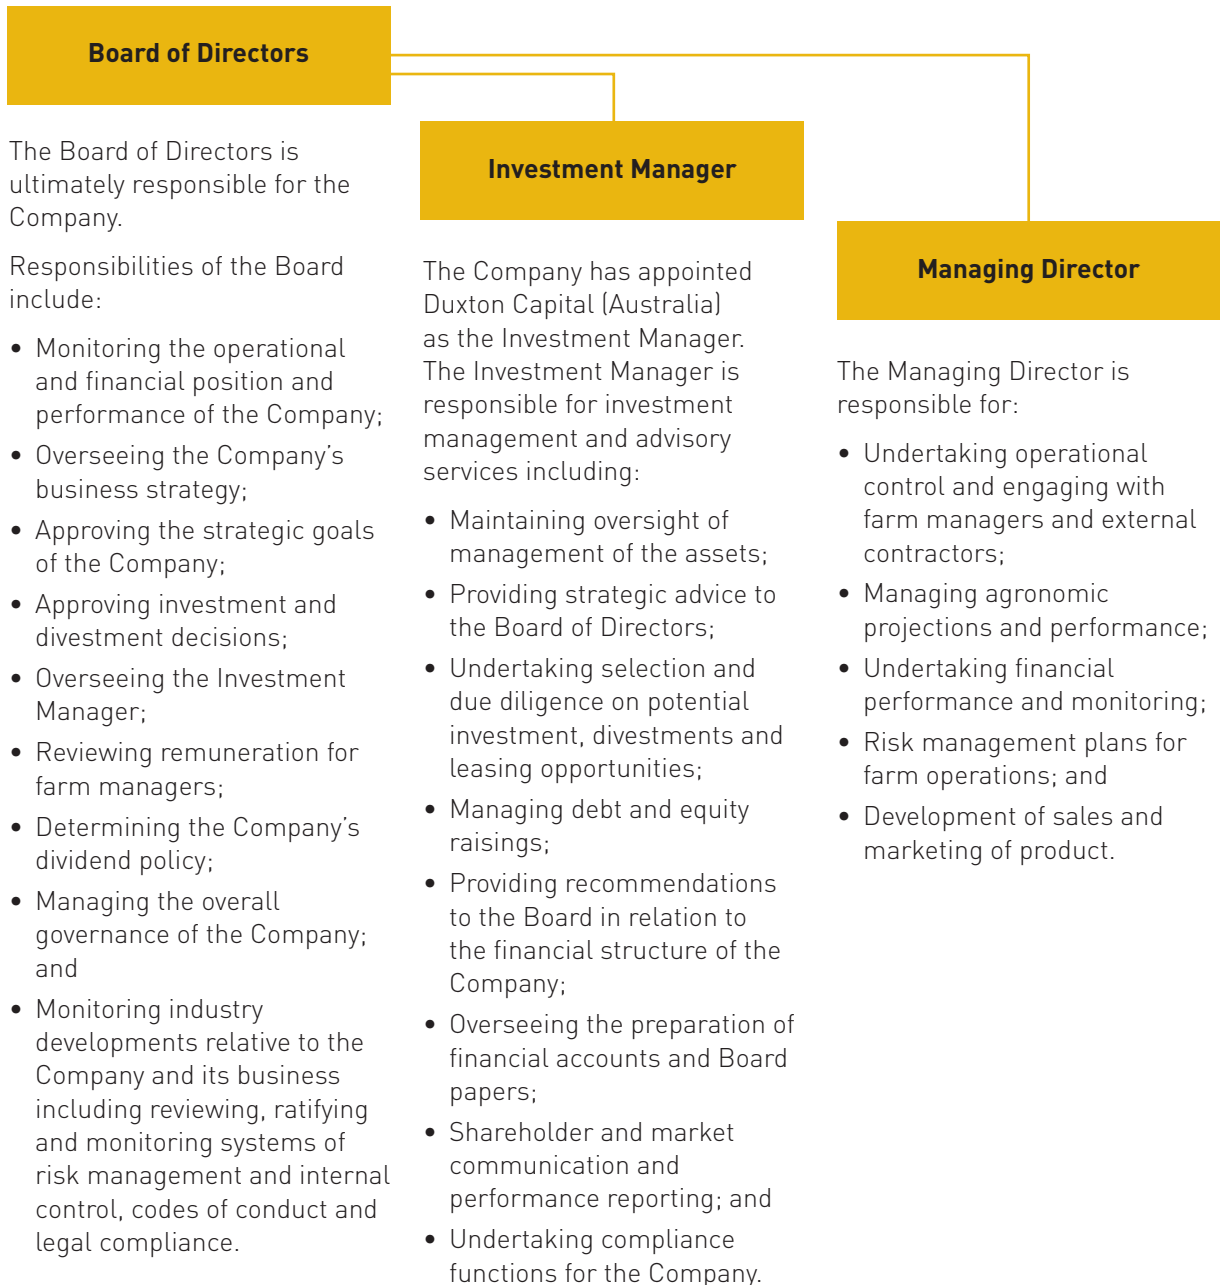 Board of Directors
The Board of Directors is
ultimately responsible for the
Company.
Responsibilities of the Board
include:
• Monitoring the operational
and financial position and
performance of the Company;
• Overseeing the Company’s
business strategy;
• Approving the strategic goals
of the Company;
• Approving investment and
divestment decisions;
• Overseeing the Investment
Manager;
• Reviewing remuneration for
farm managers;
• Determining the Company’s
dividend policy;
• Managing the overall
governance of the Company;
and
• Monitoring industry
developments relative to the
Company and its business
including reviewing, ratifying
and monitoring systems of
risk management and internal
control, codes of conduct and
legal compliance.
Investment Manager
The Company has appointed
Duxton Capital (Australia)
as the Investment Manager.
The Investment Manager is
responsible for investment
management and advisory
services including:
• Maintaining oversight of
management of the assets;
• Providing strategic advice to
the Board of Directors;
• Undertaking selection and
due diligence on potential
investment, divestments and
leasing opportunities;
• Managing debt and equity
raisings;
• Providing recommendations
to the Board in relation to
the financial structure of the
Company;
• Overseeing the preparation of
financial accounts and Board
papers;
• Shareholder and market
communication and
performance reporting; and
• Undertaking compliance
functions for the Company.
Managing Director
The Managing Director is
responsible for:
• Undertaking operational
control and engaging with
farm managers and external
contractors;
• Managing agronomic
projections and performance;
• Undertaking financial
performance and monitoring;
• Risk management plans for
farm operations; and
• Development of sales and
marketing of product.